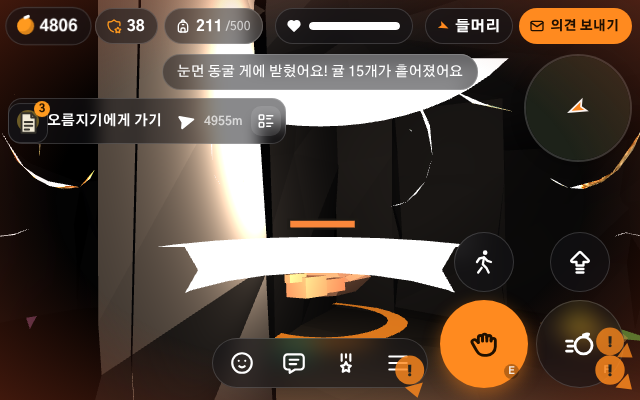 4806
38
211 /500
들머리
의견 보내기
눈먼 동굴 게에 받혔어요! 귤 15개가 흩어졌어요
3
오름지기에게 가기
4955m
E
!
!
!